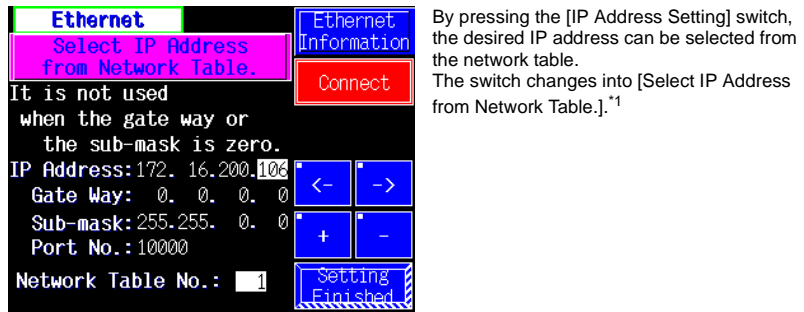 Ethernet
Select IP Address
from Network Table.
It is not used
when the gate way or
the sub-mask is zero.
IP Address:172. 16.200.106
Gate Way: 0. 0. 0. 0
Sub-mask:255.255. 0. 0
Port No.:10000
Network Table No.: 1
Ethernet
Information
Connect
<- ->
+ -
Setting
Finished
By pressing the [IP Address Setting] switch,
the desired IP address can be selected from
the network table.
The switch changes into [Select IP Address
from Network Table.].*1